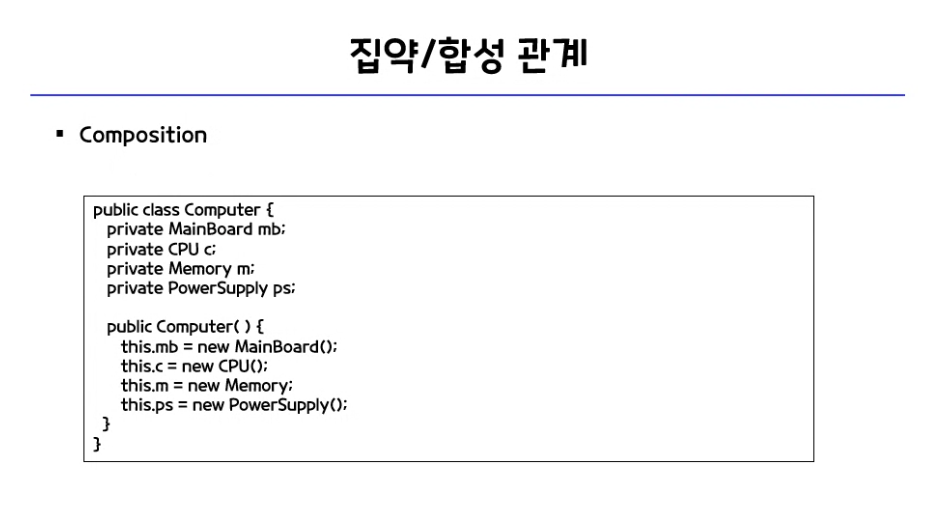 집약/합성 관계
▪ Composition
public class Computer {
private MainBoard mb;
private CPU c;
private Memory m;
private PowerSupply ps;
public Computer( ) {
this.mb = new MainBoard();
this.c = new CPU();
this.m = new Memory;
this.ps = new PowerSupply();
}
}